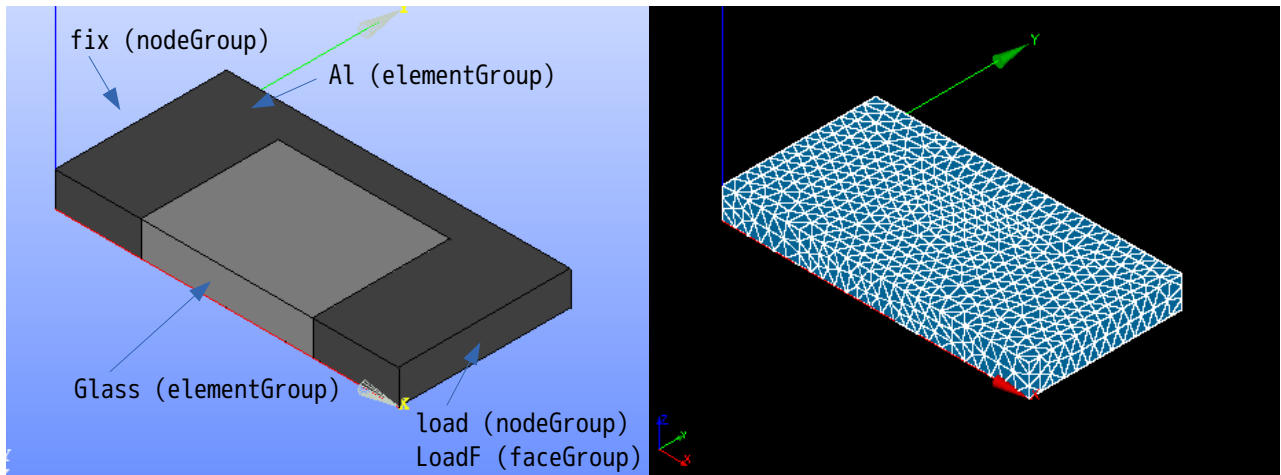 fix (nodeGroup)
Al (elementGroup)
Glass (elementGroup)
load (nodeGroup)
LoadF (faceGroup)
X
Y
Z
Y
X